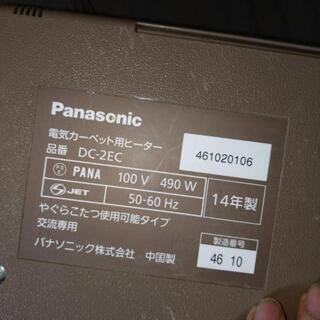 Panasonic
電気カーペット用ヒーター
品番 DC-2EC
461020106
PANA 100 V 490 W
JET 50-60 Hz
14年製
やぐらこたつ使用可能タイプ
交流専用
製造番号
パナソニック株式会社 中国製
46 10